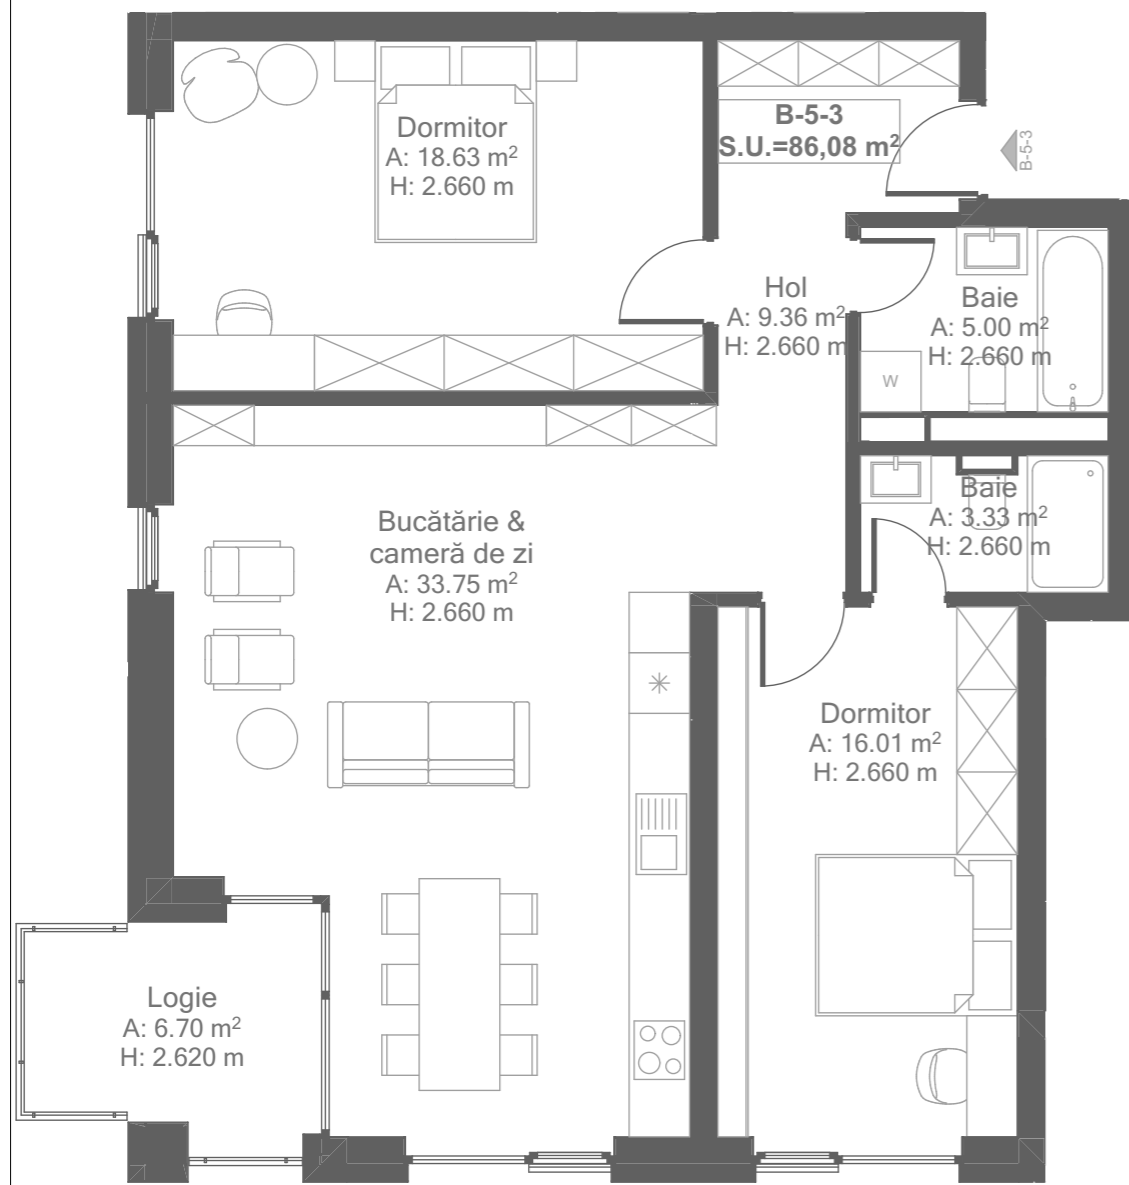 Dormitor
A: 18.63 m²
H: 2.660 m
B-5-3
S.U.=86,08 m²
B-5-3
Hol
A: 9.36 m²
H: 2.660 m
Baie
A: 5.00 m²
H: 2.660 m
W
Baie
A: 3.33 m²
H: 2.660 m
Bucătărie &
cameră de zi
A: 33.75 m²
H: 2.660 m
Dormitor
A: 16.01 m²
H: 2.660 m
Logie
A: 6.70 m²
H: 2.620 m